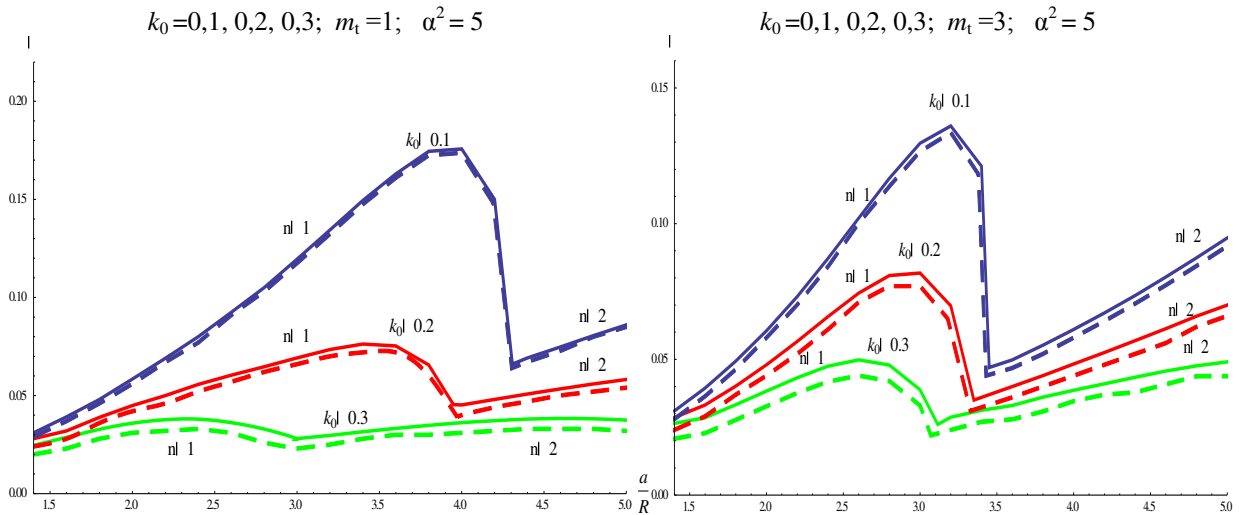 k₀ =0,1, 0,2, 0,3; mₜ =1; α² = 5
l
0.20
0.15
0.10
0.05
0.00
k₀| 0.1
n| 1
n| 1
k₀| 0.2
n| 2
n| 2
k₀| 0.3
n| 1
n| 2
1.5 2.0 2.5 3.0 3.5 4.0 4.5 5.0
a
R
k₀ =0,1, 0,2, 0,3; mₜ =3; α² = 5
l
0.15
0.10
0.05
0.00
k₀| 0.1
n| 1
k₀| 0.2
n| 2
n| 1
k₀| 0.3
n| 1
n| 2
n| 2
1.5 2.0 2.5 3.0 3.5 4.0 4.5 5.0